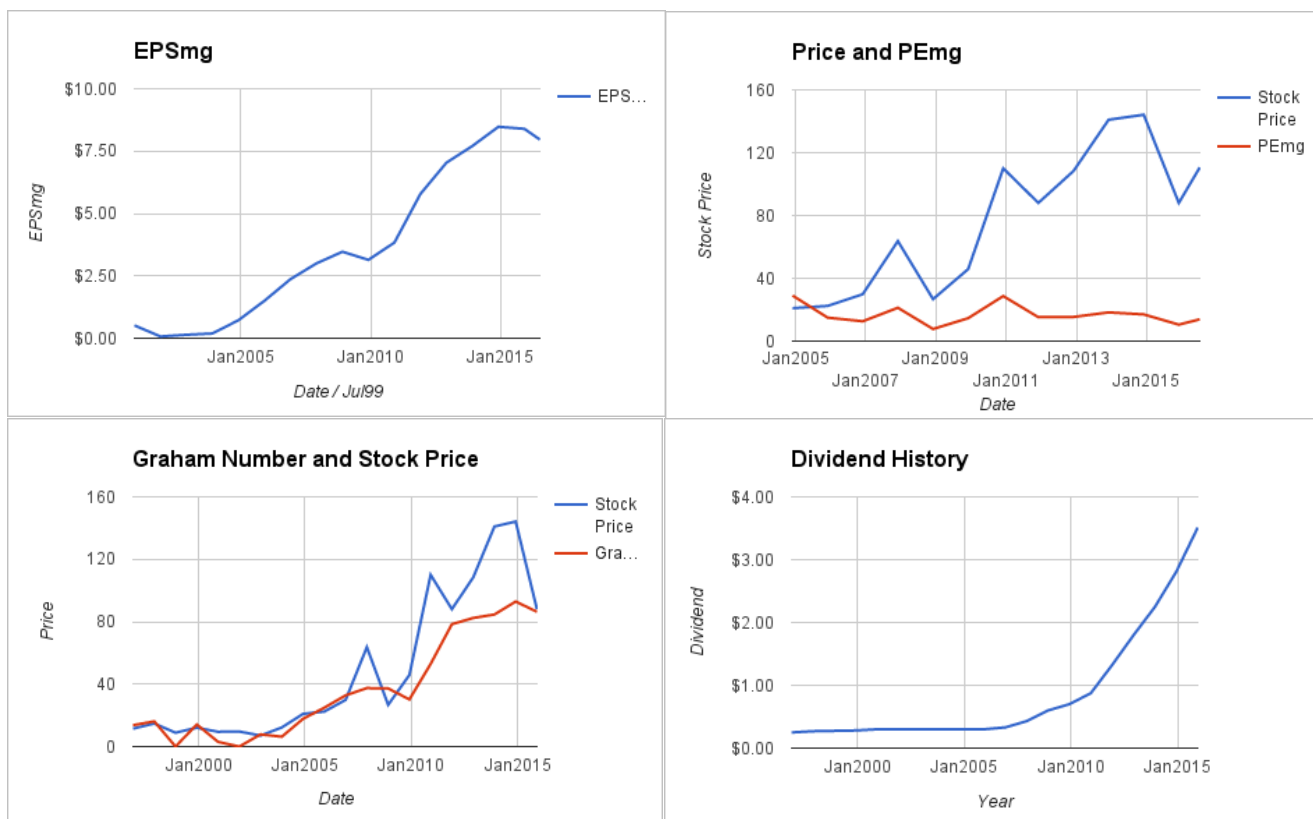 EPSmg
$10.00
$7.50
$5.00
$2.50
$0.00
EPSmg
Jan2005 Jan2010 Jan2015
Date / Jul99
EPS...
Price and PEmg
160
120
80
40
0
Stock Price
Jan2005 Jan2009 Jan2013
Jan2007 Jan2011 Jan2015
Date
Stock
Price
PEmg
Graham Number and Stock Price
160
120
80
40
0
Price
Jan2000 Jan2005 Jan2010 Jan2015
Date
Stock
Price
Gra...
Dividend History
$4.00
$3.00
$2.00
$1.00
$0.00
Dividend
Jan2000 Jan2005 Jan2010 Jan2015
Year